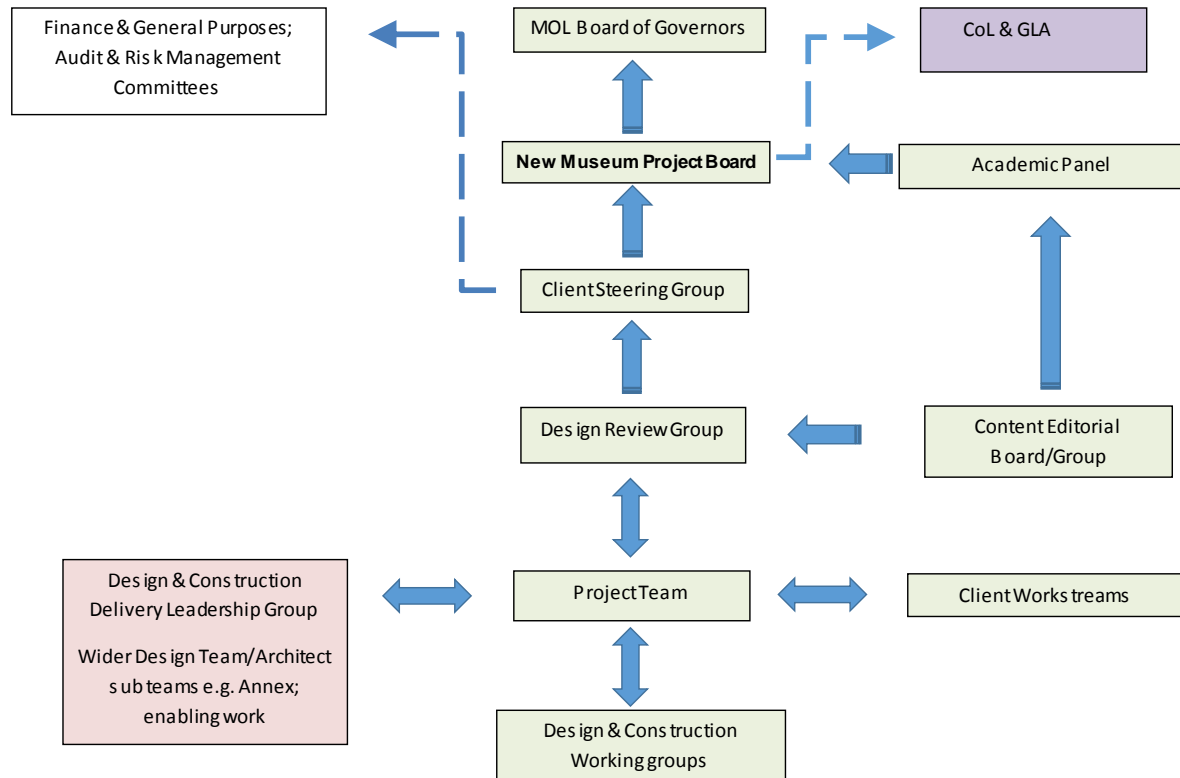 Finance & General Purposes;
Audit & Risk Management
Committees
MOL Board of Governors
CoL & GLA
New Museum Project Board
Academic Panel
Client Steering Group
Design Review Group
Content Editorial
Board/Group
Design & Construction
Delivery Leadership Group
Wider Design Team/Architect
sub teams e.g. Annex;
enabling work
Project Team
Client Workstreams
Design & Construction
Working groups